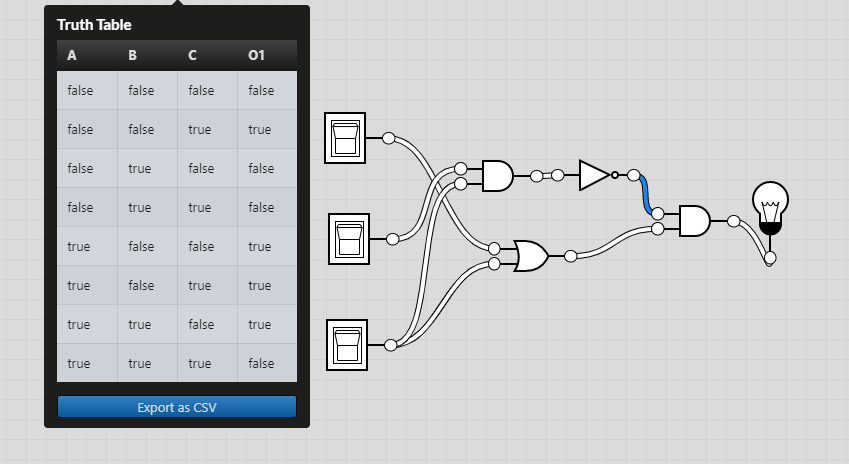 Truth Table
A B C O1
false false false false
false false true true
false true false false
false true true false
true false false true
true false true true
true true false true
true true true false
Export as CSV